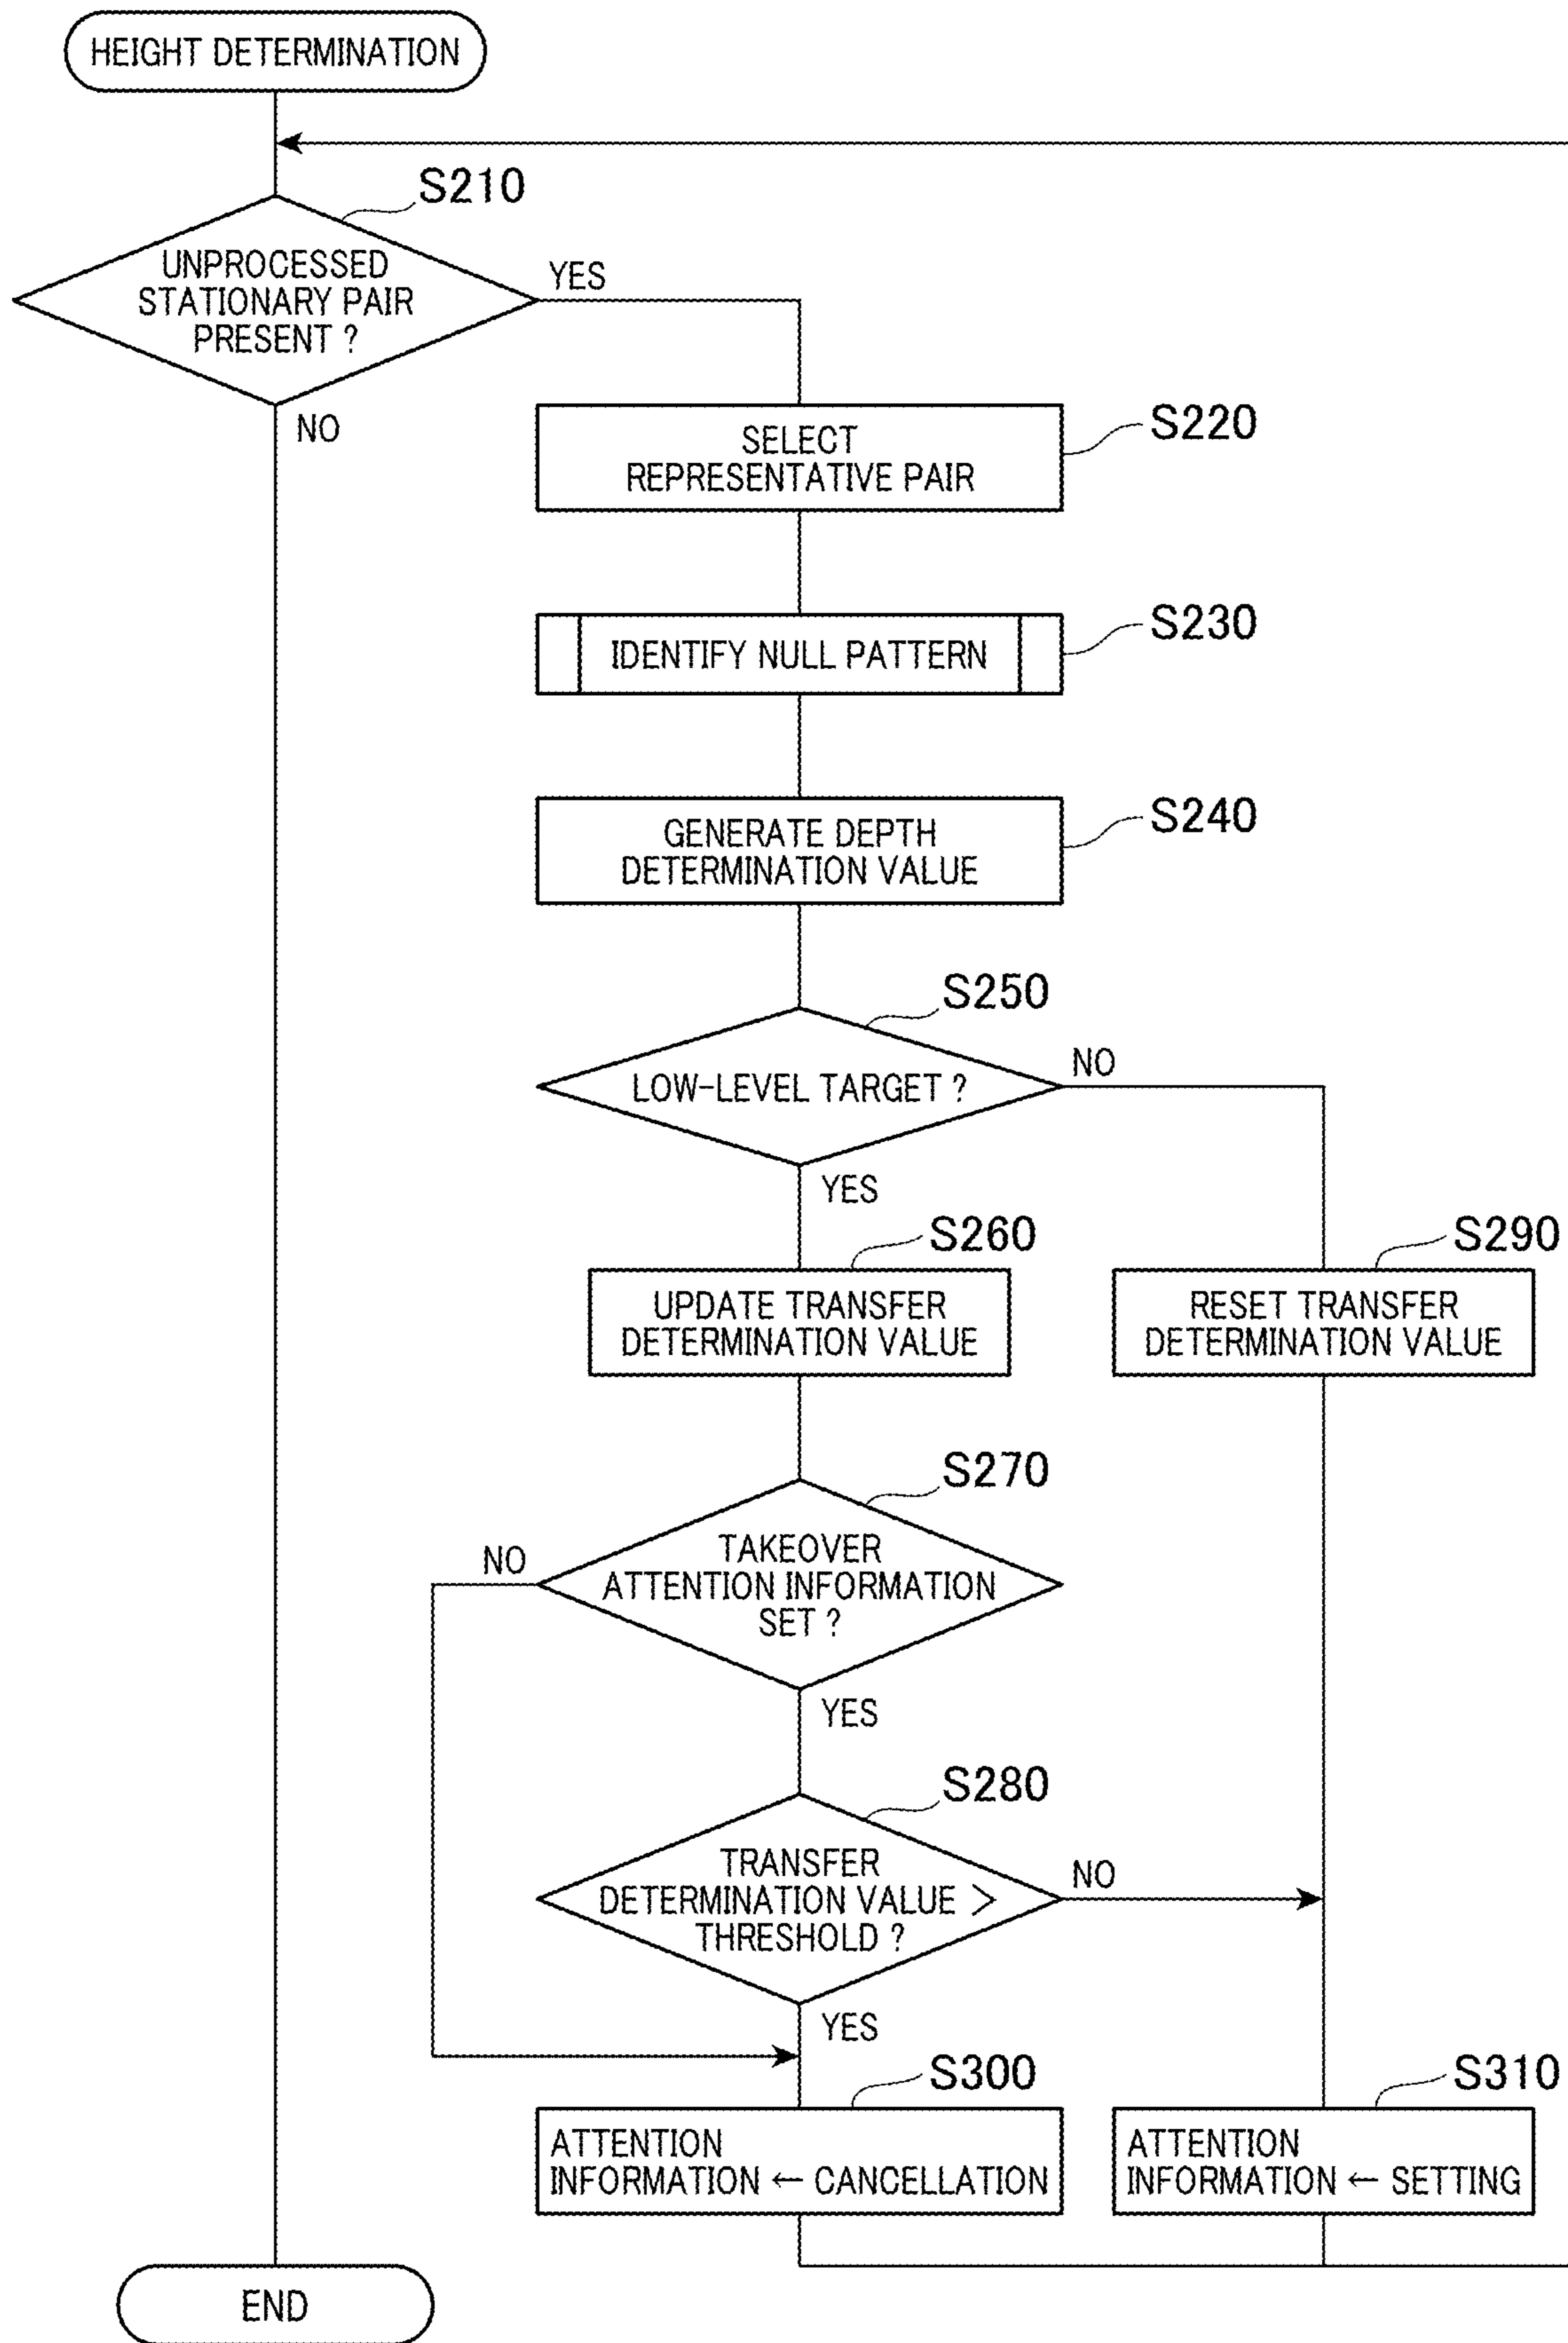 HEIGHT DETERMINATION
S210
UNPROCESSED
STATIONARY PAIR
PRESENT ?
YES
NO
SELECT
REPRESENTATIVE PAIR
S220
IDENTIFY NULL PATTERN
S230
GENERATE DEPTH
DETERMINATION VALUE
S240
S250
LOW-LEVEL TARGET ?
NO
YES
S260
UPDATE TRANSFER
DETERMINATION VALUE
S290
RESET TRANSFER
DETERMINATION VALUE
S270
TAKEOVER
ATTENTION INFORMATION
SET ?
NO
YES
S280
TRANSFER
DETERMINATION VALUE >
THRESHOLD ?
NO
YES
S300
ATTENTION
INFORMATION ← CANCELLATION
S310
ATTENTION
INFORMATION ← SETTING
END